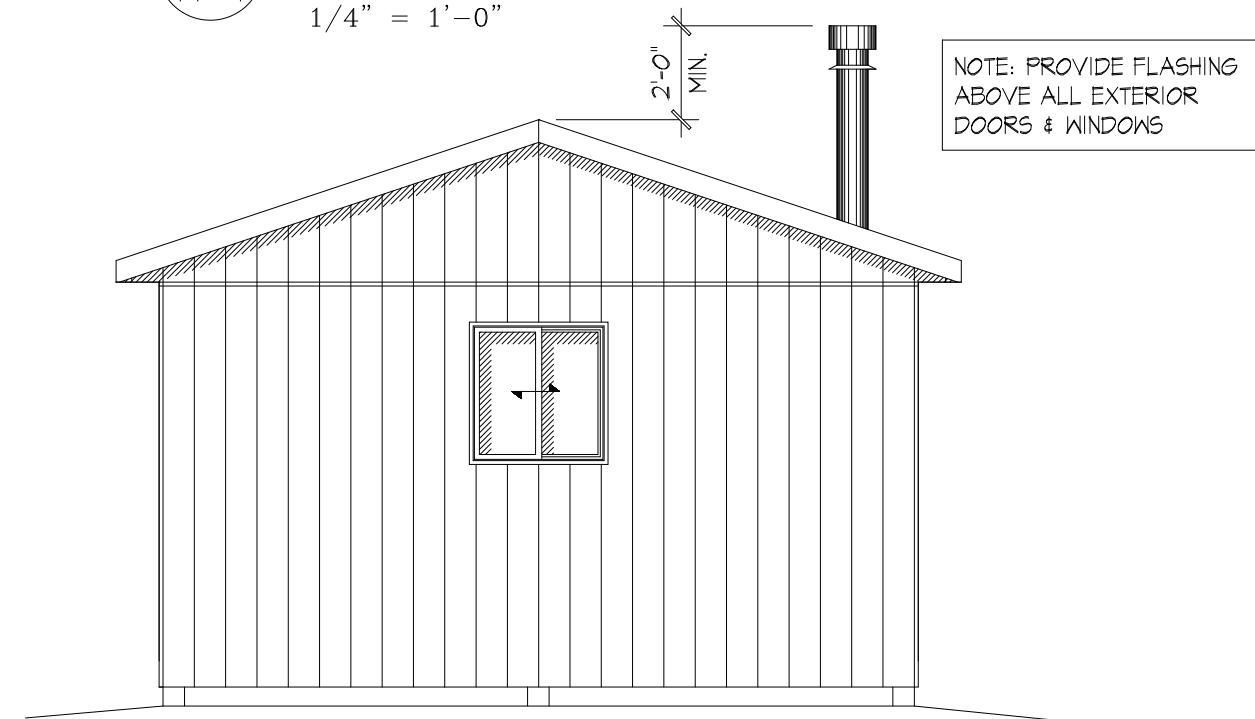 1/4" = 1'-0"
2'-0"
MIN.
NOTE: PROVIDE FLASHING
ABOVE ALL EXTERIOR
DOORS & WINDOWS